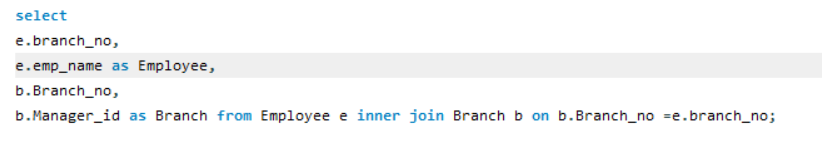 select
e.branch_no,
e.emp_name as Employee,
b.Branch_no,
b.Manager_id as Branch from Employee e inner join Branch b on b.Branch_no =e.branch_no;